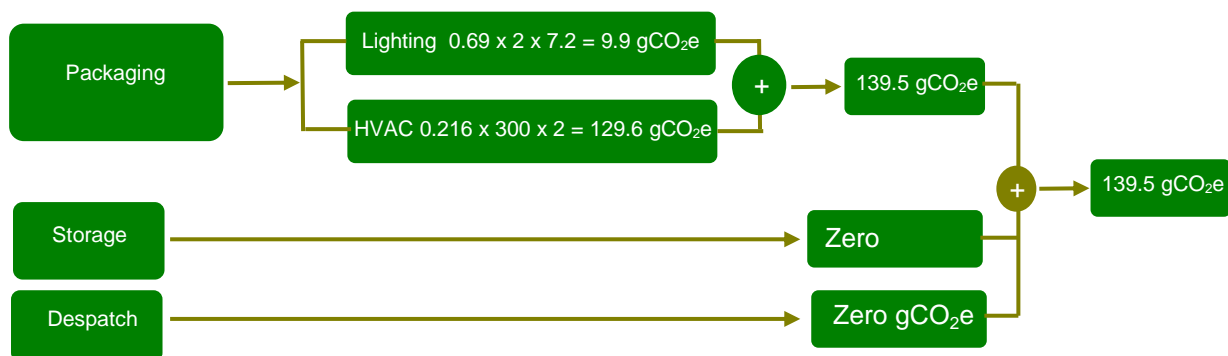 Packaging
Lighting  0.69 x 2 x 7.2 = 9.9 gCO₂e
HVAC 0.216 x 300 x 2 = 129.6 gCO₂e
+
139.5 gCO₂e
+
139.5 gCO₂e
Storage
Zero
Despatch
Zero gCO₂e